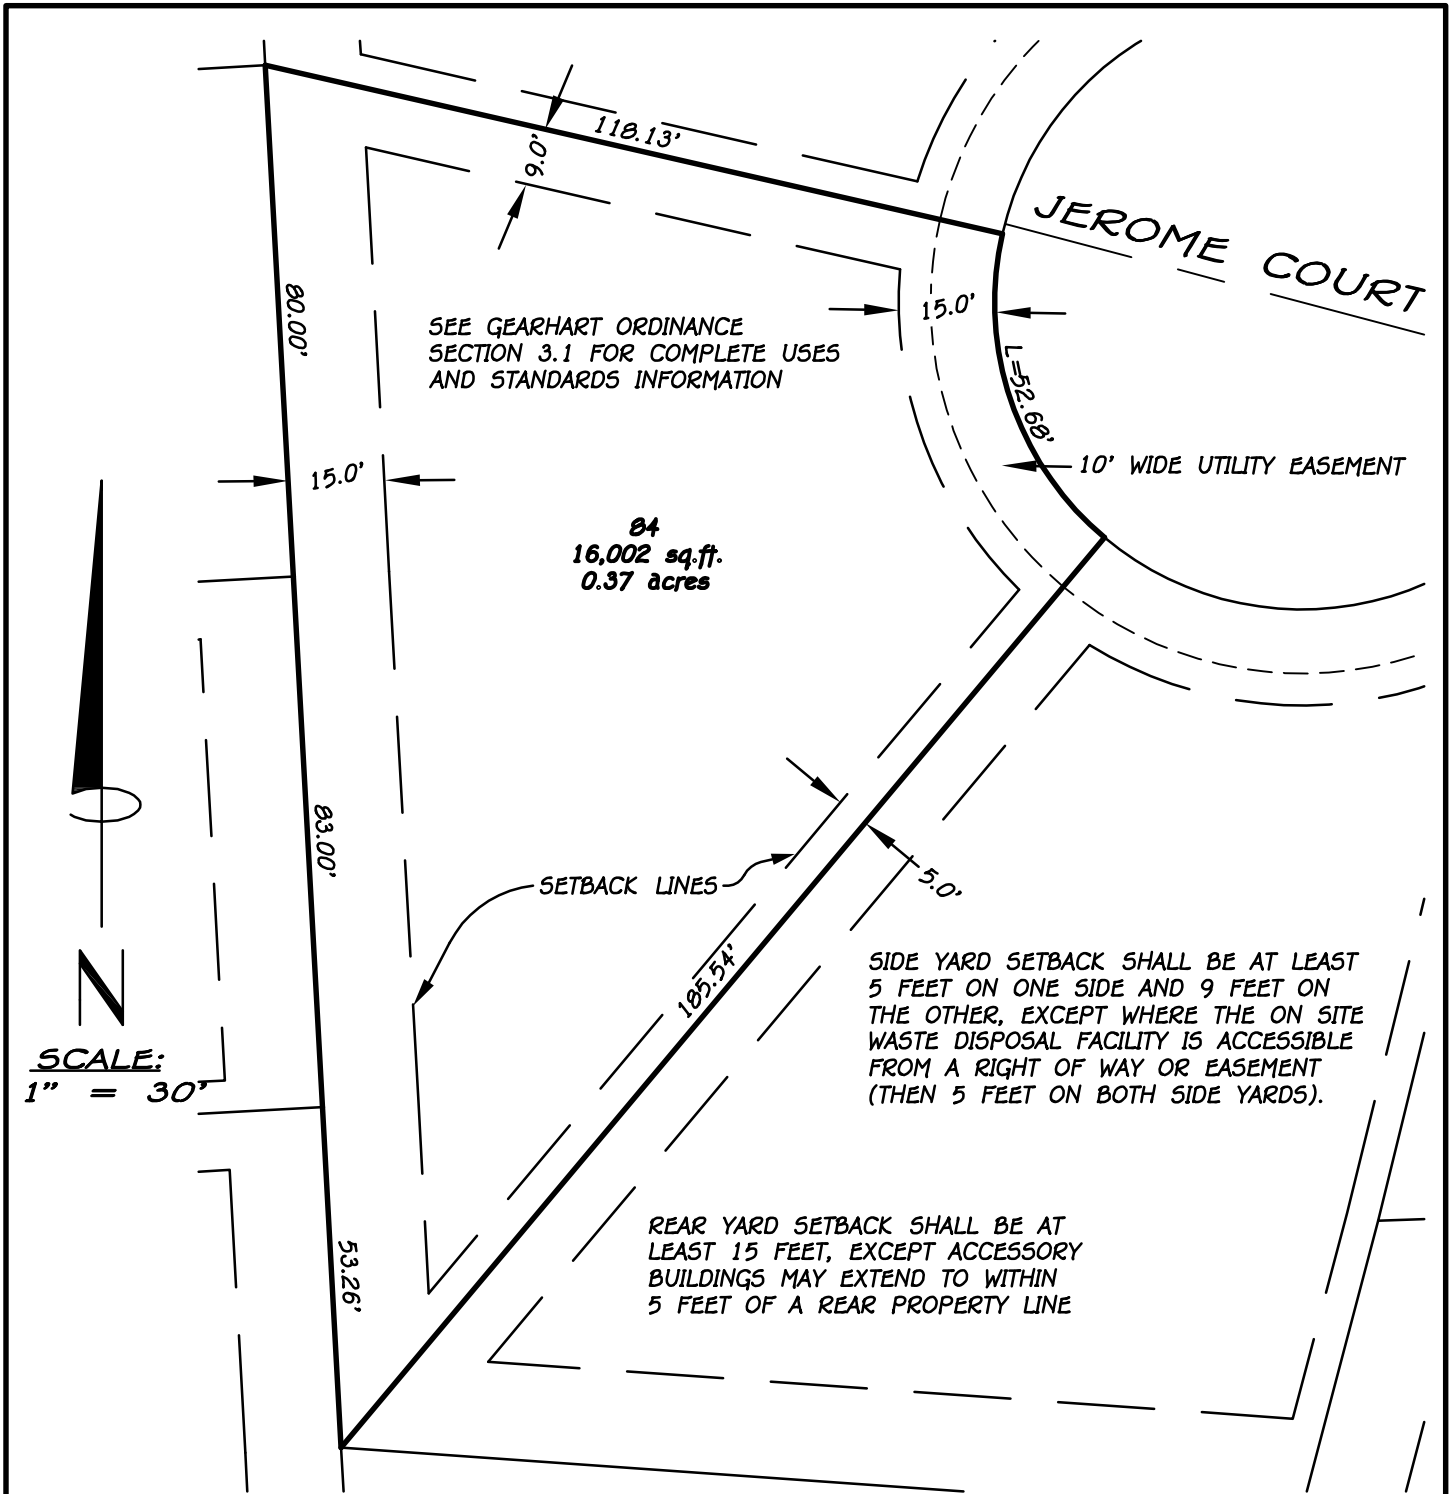 118.13'
9.0'
JEROME COURT
80.00'
SEE GEARHART ORDINANCE
SECTION 3.1 FOR COMPLETE USES
AND STANDARDS INFORMATION
15.0'
L=52.68'
10' WIDE UTILITY EASEMENT
15.0'
84
16,002 sq.ft.
0.37 acres
83.00'
SETBACK LINES
5.0'
185.54'
N
SCALE:
1" = 30'
SIDE YARD SETBACK SHALL BE AT LEAST
5 FEET ON ONE SIDE AND 9 FEET ON
THE OTHER, EXCEPT WHERE THE ON SITE
WASTE DISPOSAL FACILITY IS ACCESSIBLE
FROM A RIGHT OF WAY OR EASEMENT
(THEN 5 FEET ON BOTH SIDE YARDS).
53.26'
REAR YARD SETBACK SHALL BE AT
LEAST 15 FEET, EXCEPT ACCESSORY
BUILDINGS MAY EXTEND TO WITHIN
5 FEET OF A REAR PROPERTY LINE